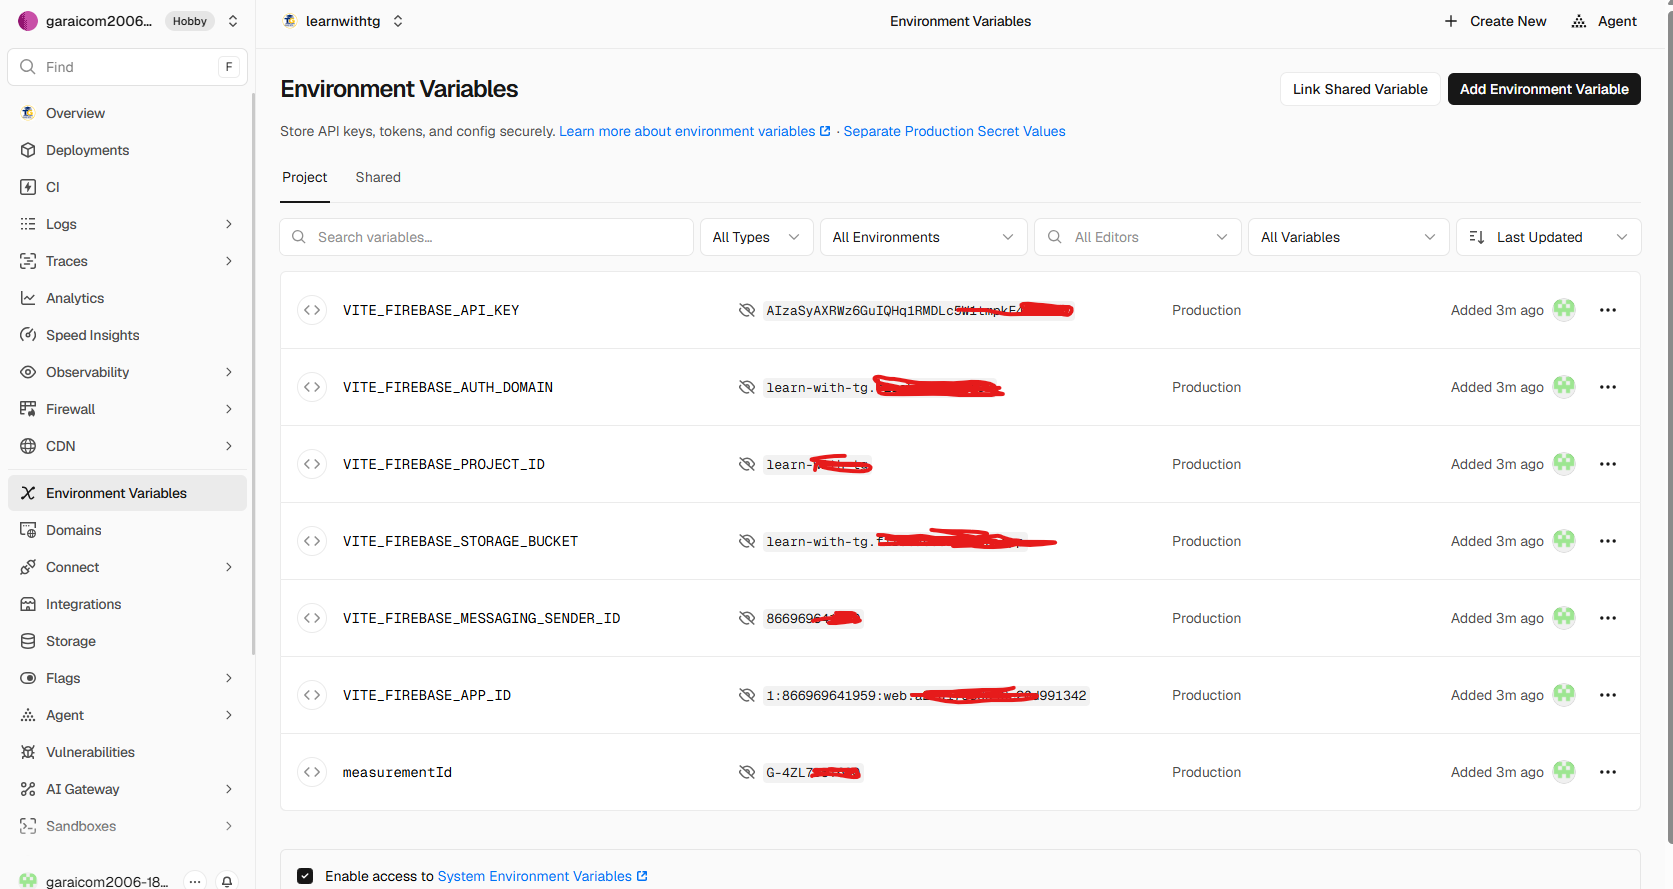 garaicom2006... Hobby
learnwithtg
Environment Variables
Create New
Agent
Find F
Overview
Deployments
CI
Logs
Traces
Analytics
Speed Insights
Observability
Firewall
CDN
Environment Variables
Domains
Connect
Integrations
Storage
Flags
Agent
Vulnerabilities
AI Gateway
Sandboxes
garaicom2006-18...
Environment Variables
Link Shared Variable
Add Environment Variable
Store API keys, tokens, and config securely. Learn more about environment variables · Separate Production Secret Values
Project Shared
Search variables... All Types All Environments All Editors All Variables Last Updated
VITE_FIREBASE_API_KEY Production Added 3m ago
VITE_FIREBASE_AUTH_DOMAIN learn-with-tg. Production Added 3m ago
VITE_FIREBASE_PROJECT_ID learn- Production Added 3m ago
VITE_FIREBASE_STORAGE_BUCKET learn-with-tg. Production Added 3m ago
VITE_FIREBASE_MESSAGING_SENDER_ID Production Added 3m ago
VITE_FIREBASE_APP_ID 1:866969641959:web: 991342 Production Added 3m ago
measurementId G-4ZL7 Production Added 3m ago
Enable access to System Environment Variables